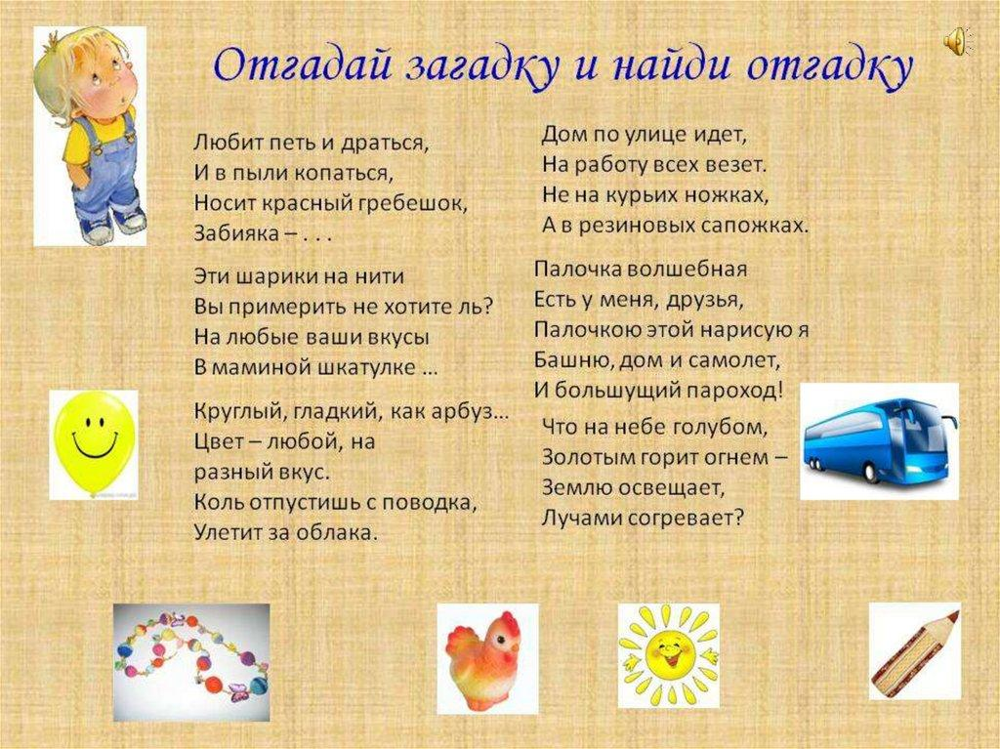 Отгадай загадку и найди отгадку
Любит петь и драться,
И в пыли копаться,
Носит красный гребешок,
Забияка – . . .
Эти шарики на нити
Вы примерить не хотите ль?
На любые ваши вкусы
В маминой шкатулке ...
Круглый, гладкий, как арбуз...
Цвет – любой, на
разный вкус.
Коль отпустишь с поводка,
Улетит за облака.
Дом по улице идет,
На работу всех везет.
Не на курьих ножках,
А в резиновых сапожках.
Палочка волшебная
Есть у меня, друзья,
Палочкою этой нарисую я
Башню, дом и самолет,
И большущий пароход!
Что на небе голубом,
Золотым горит огнем –
Землю освещает,
Лучами согревает?